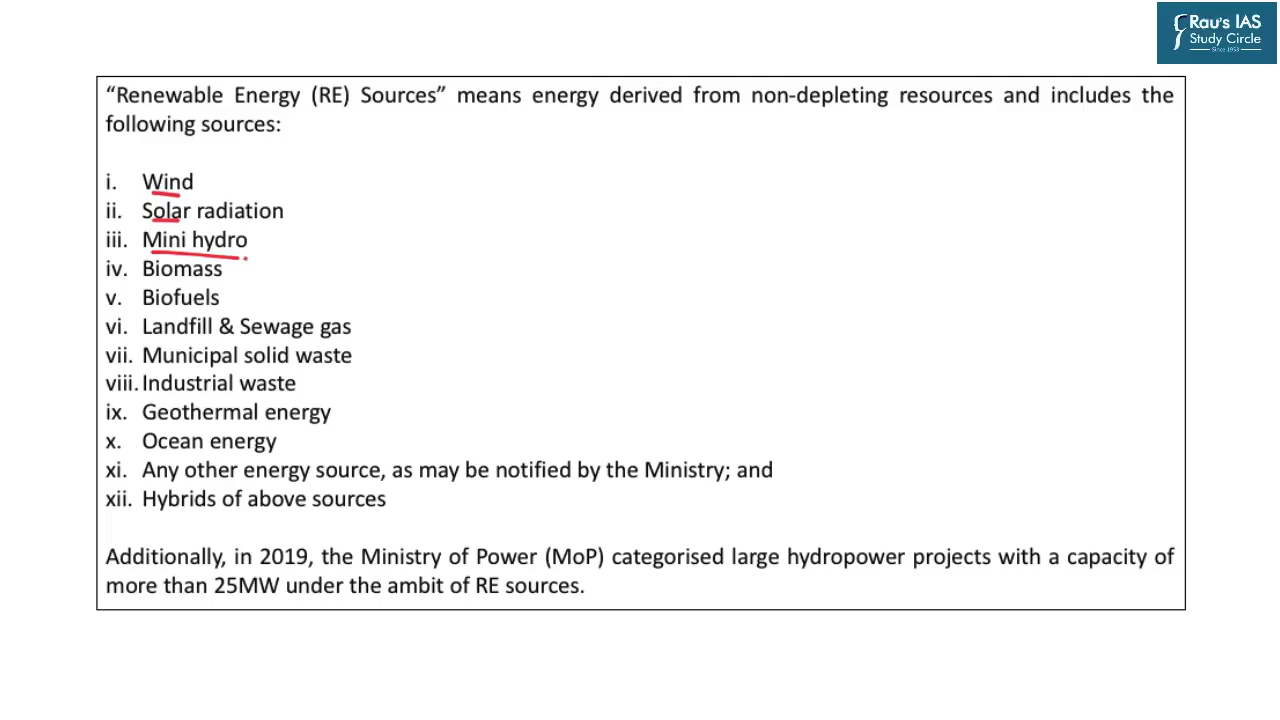 Rau's IAS
Study Circle
Since 1953
“Renewable Energy (RE) Sources” means energy derived from non-depleting resources and includes the
following sources:
i. Wind
ii. Solar radiation
iii. Mini hydro
iv. Biomass
v. Biofuels
vi. Landfill & Sewage gas
vii. Municipal solid waste
viii. Industrial waste
ix. Geothermal energy
x. Ocean energy
xi. Any other energy source, as may be notified by the Ministry; and
xii. Hybrids of above sources
Additionally, in 2019, the Ministry of Power (MoP) categorised large hydropower projects with a capacity of
more than 25MW under the ambit of RE sources.